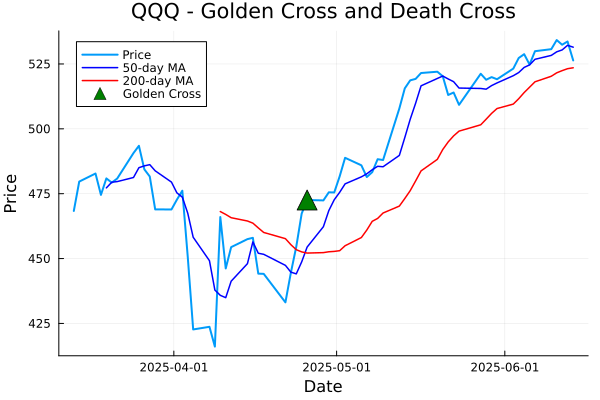 QQQ - Golden Cross and Death Cross
Price
50-day MA
200-day MA
Golden Cross
525
500
475
450
425
Price
2025-04-01
2025-05-01
2025-06-01
Date